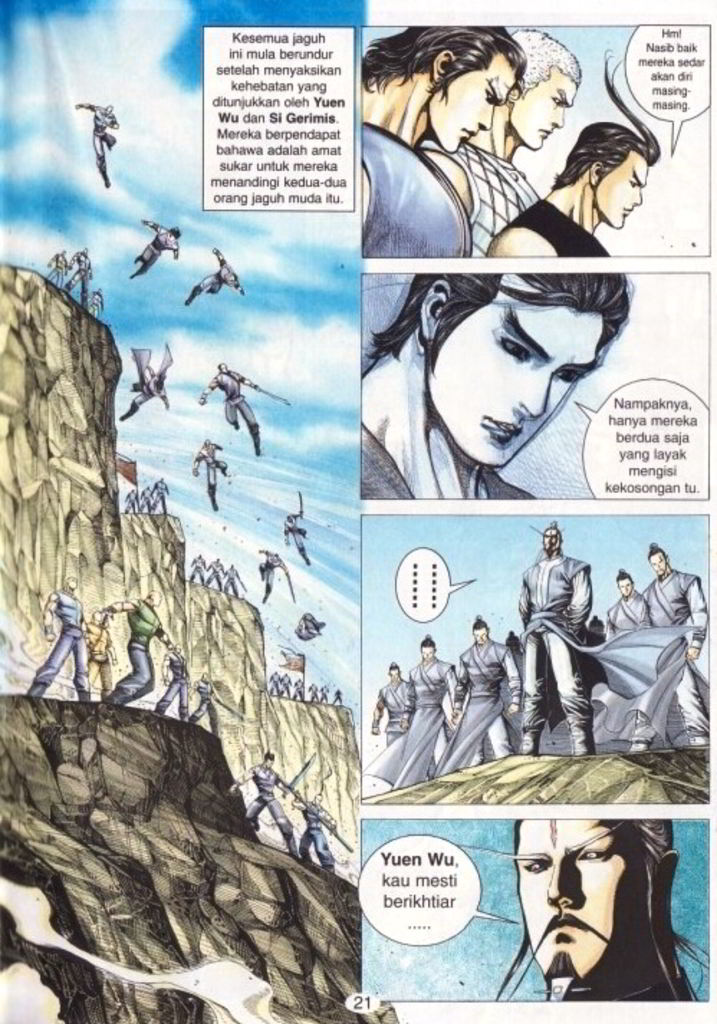 Kesemua jaguh
ini mula berundur
setelah menyaksikan
kehebatan yang
ditunjukkan oleh Yuen
Wu dan Si Gerimis.
Mereka berpendapat
bahawa adalah amat
sukar untuk mereka
menandingi kedua-dua
orang jaguh muda itu.
Hm!
Nasib baik
mereka sedar
akan diri
masing-
masing.
Nampaknya,
hanya mereka
berdua saja
yang layak
mengisi
kekosongan tu.
Yuen Wu,
kau mesti
berikhtiar
.....
21